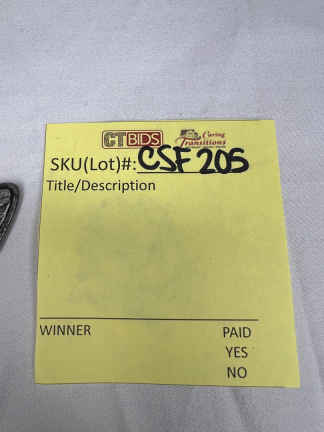 CTBIDS Caring Transitions
SKU(Lot)#: CSF 205
Title/Description
WINNER PAID
YES
NO